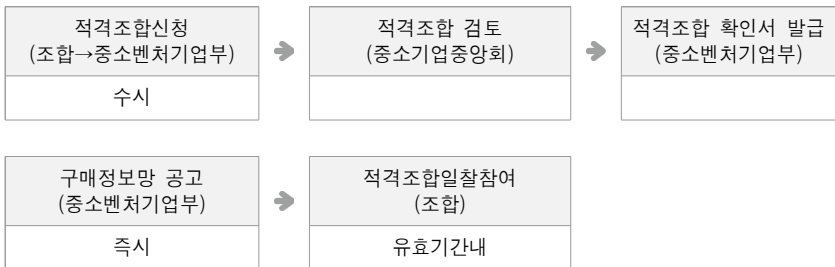 적격조합신청
(조합→중소벤처기업부)
수시
적격조합 검토
(중소기업중앙회)
적격조합 확인서 발급
(중소벤처기업부)
구매정보망 공고
(중소벤처기업부)
즉시
적격조합일찰참여
(조합)
유효기간내